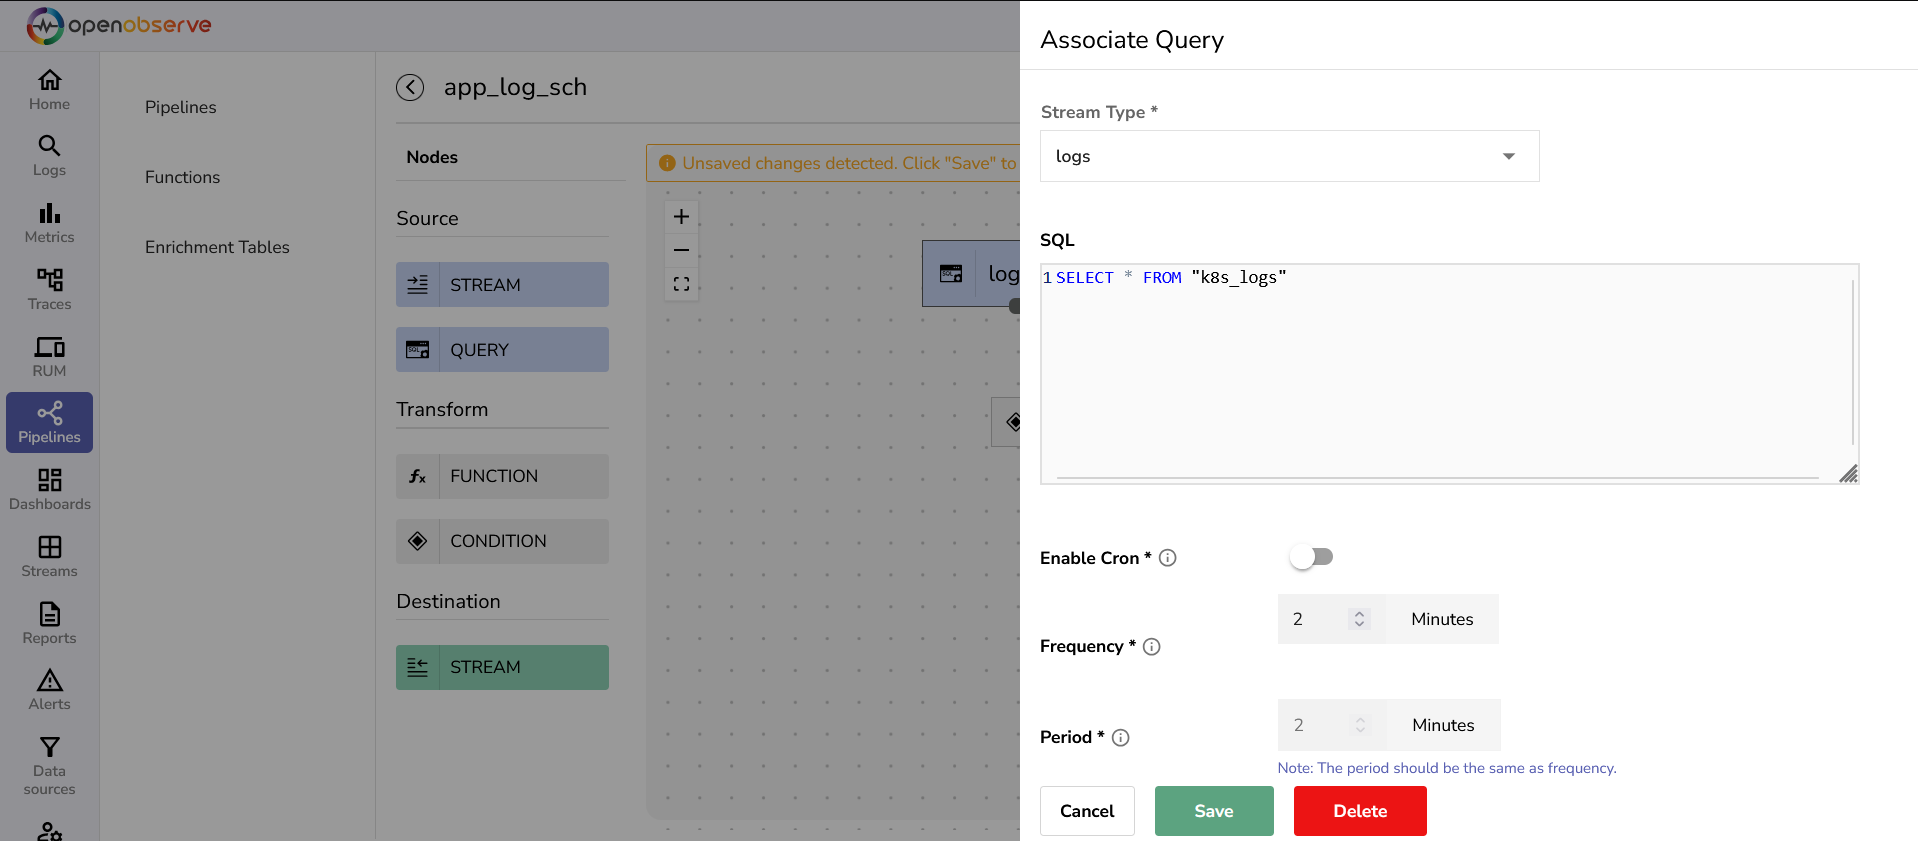 openobserve
Home
Logs
Metrics
Traces
RUM
Pipelines
Dashboards
Streams
Reports
Alerts
Data
sources
Pipelines
Functions
Enrichment Tables
app_log_sch
Nodes
Source
STREAM
QUERY
Transform
FUNCTION
CONDITION
Destination
STREAM
Unsaved changes detected. Click "Save" to
log
Associate Query
Stream Type *
logs
SQL
1 SELECT * FROM "k8s_logs"
Enable Cron *
Frequency *
2 Minutes
Period *
2 Minutes
Note: The period should be the same as frequency.
Cancel Save Delete